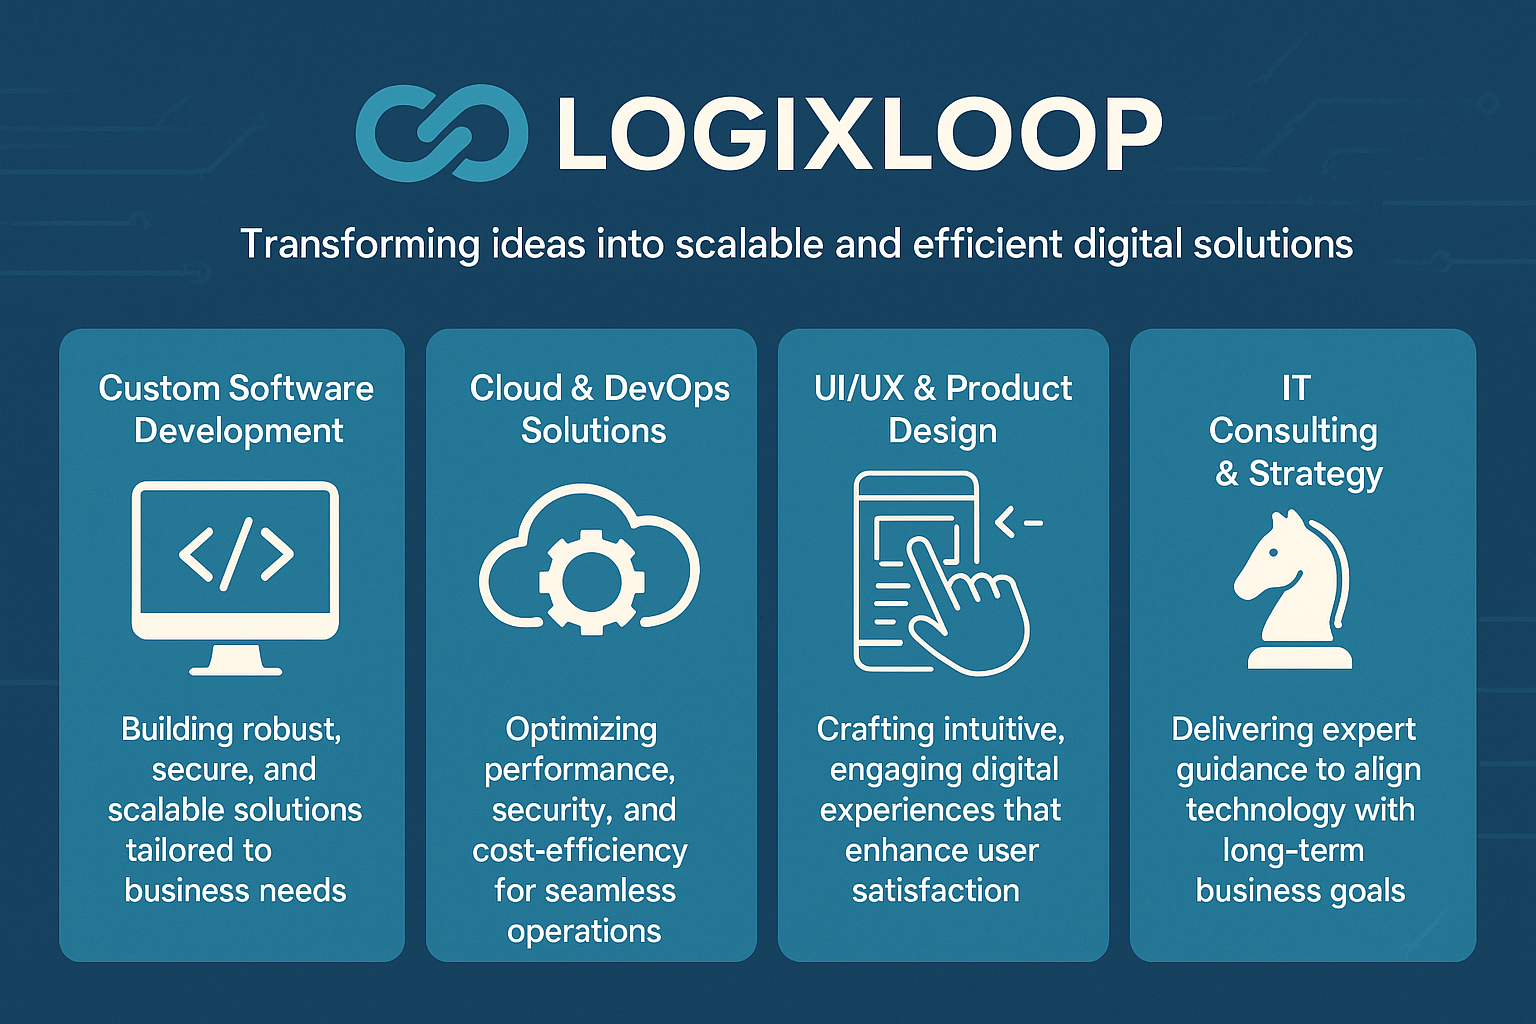 LOGIXLOOP
Transforming ideas into scalable and efficient digital solutions
Custom Software
Development
</>
Building robust,
secure, and
scalable solutions
tailored to
business needs
Cloud & DevOps
Solutions
Optimizing
performance,
security, and
cost-efficiency
for seamless
operations
UI/UX & Product
Design
Crafting intuitive,
engaging digital
experiences that
enhance user
satisfaction
IT
Consulting
& Strategy
Delivering expert
guidance to align
technology with
long-term
business goals